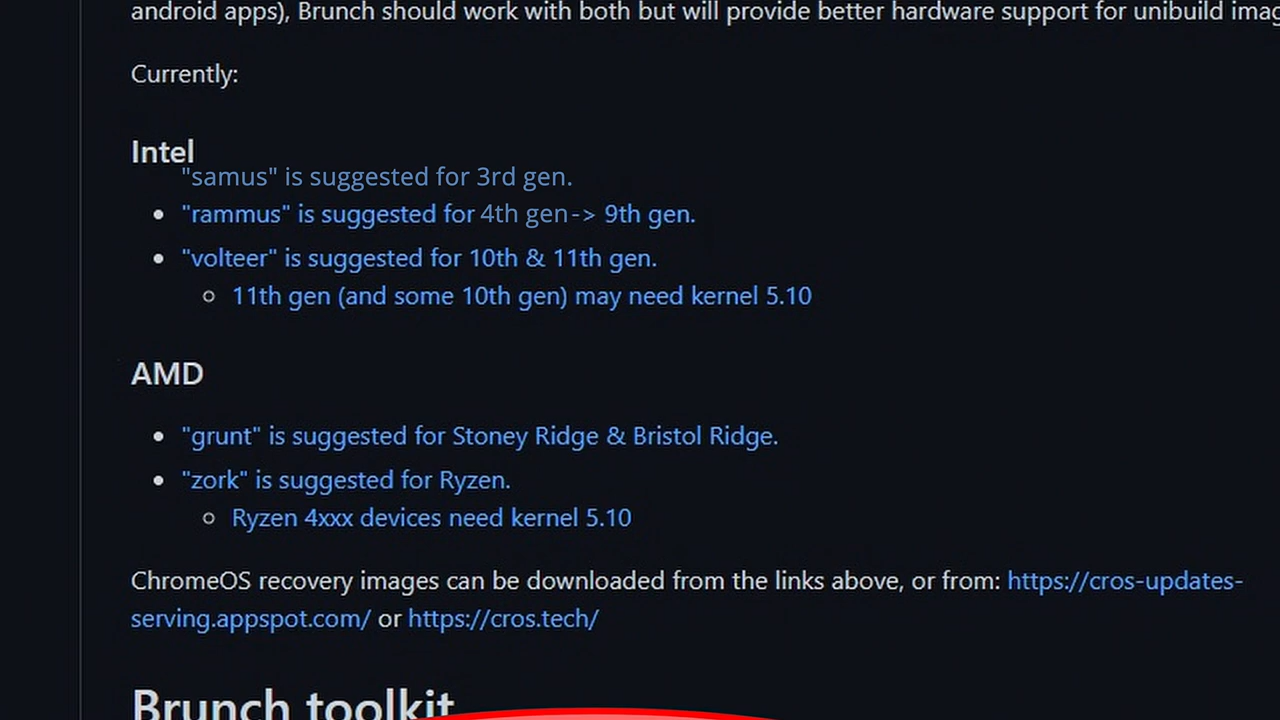 android apps), Brunch should work with both but will provide better hardware support for unibuild
Currently:
Intel
"samus" is suggested for 3rd gen.
"rammus" is suggested for 4th gen-> 9th gen.
"volteer" is suggested for 10th & 11th gen.
11th gen (and some 10th gen) may need kernel 5.10
AMD
"grunt" is suggested for Stoney Ridge & Bristol Ridge.
"zork" is suggested for Ryzen.
Ryzen 4xxx devices need kernel 5.10
ChromeOS recovery images can be downloaded from the links above, or from: https://cros-updates-
serving.appspot.com/ or https://cros.tech/
Brunch toolkit